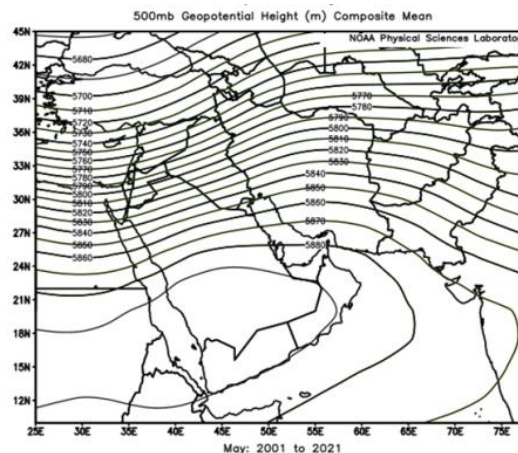 500mb Geopotential Height (m) Composite Mean
NOAA Physical Sciences Laborator
45N
42N
39N
36N
33N
30N
27N
24N
21N
18N
15N
12N
5680
5700
5710
5720
5730
5740
5750
5760
5770
5780
5790
5800
5810
5820
5830
5840
5850
5860
5770
5780
5790
5800
5810
5820
5830
5840
5850
5860
5870
5880
25E 30E 35E 40E 45E 50E 55E 60E 65E 70E 75E
May: 2001 to 2021